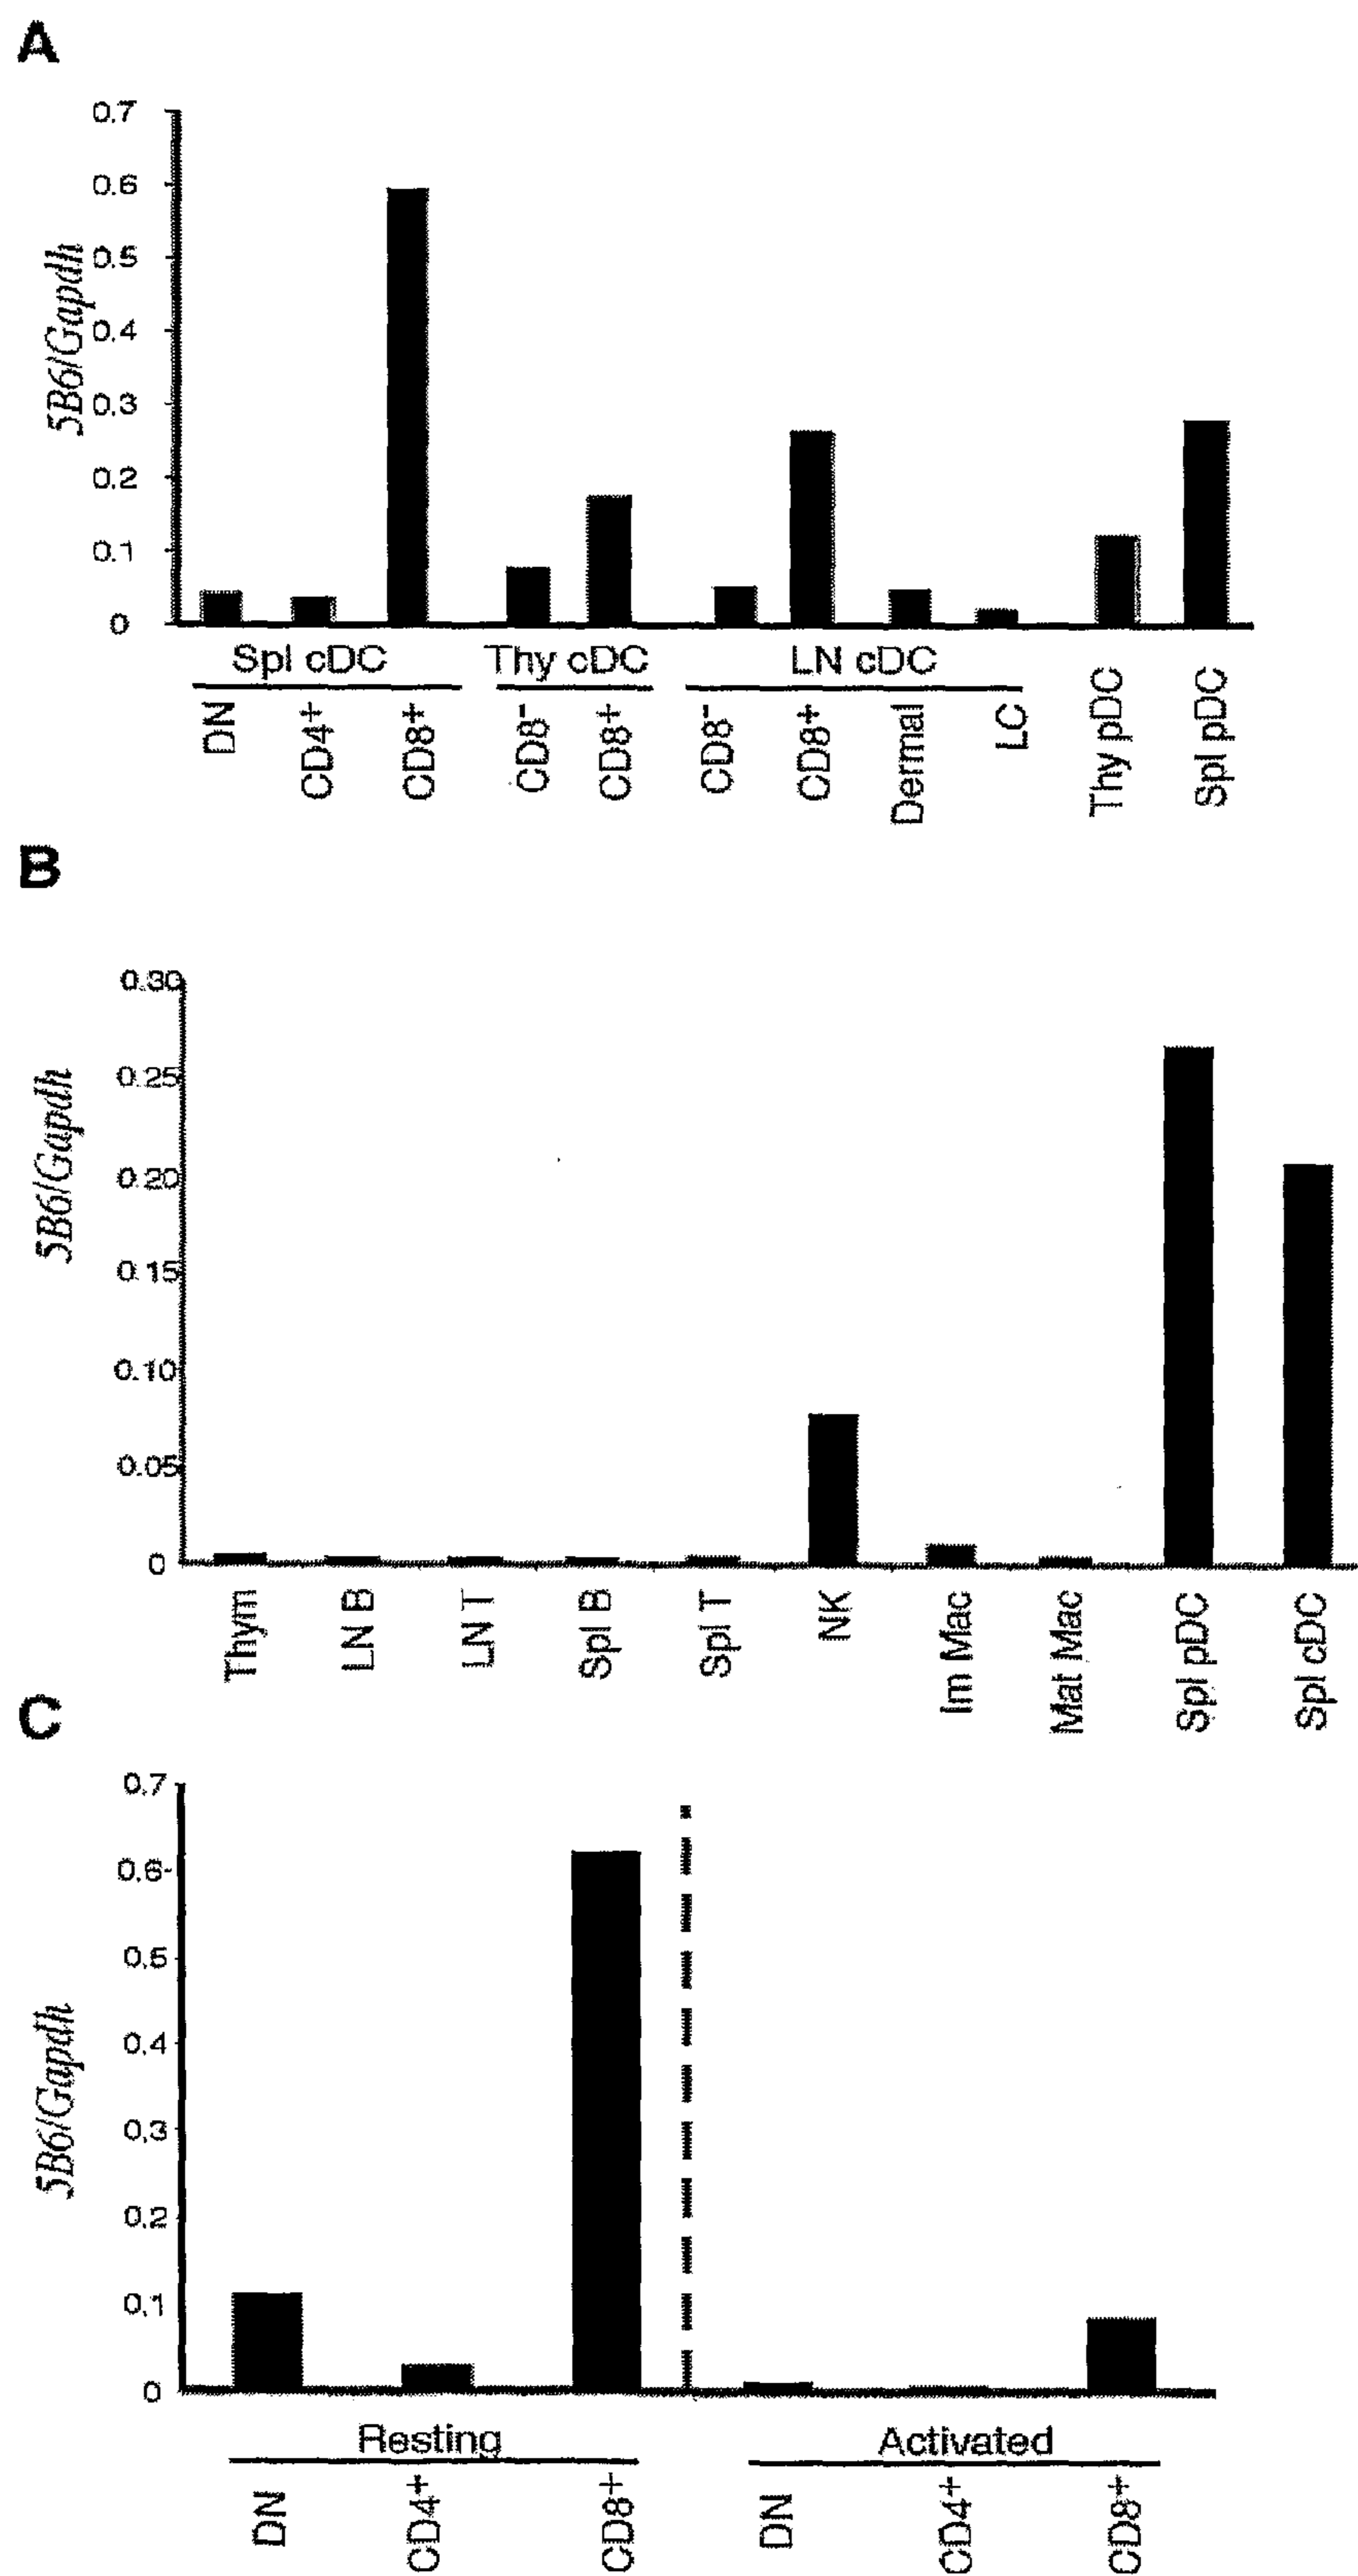 A
0.7
0.6
0.5
0.4
0.3
0.2
0.1
0
5B6/Gapdh
Spl cDC Thy cDC LN cDC
DN CD4+ CD8+ CD8- CD8+ CD8- CD8+ Dermal LC Thy pDC Spl pDC
B
0.30
0.25
0.20
0.15
0.10
0.05
0
5B6/Gapdh
Thym LN B LN T Spl B Spl T NK Im Mac Mat Mac Spl pDC Spl cDC
C
0.7
0.6
0.5
0.4
0.3
0.2
0.1
0
5B6/Gapdh
Resting Activated
DN CD4+ CD8+ DN CD4+ CD8+